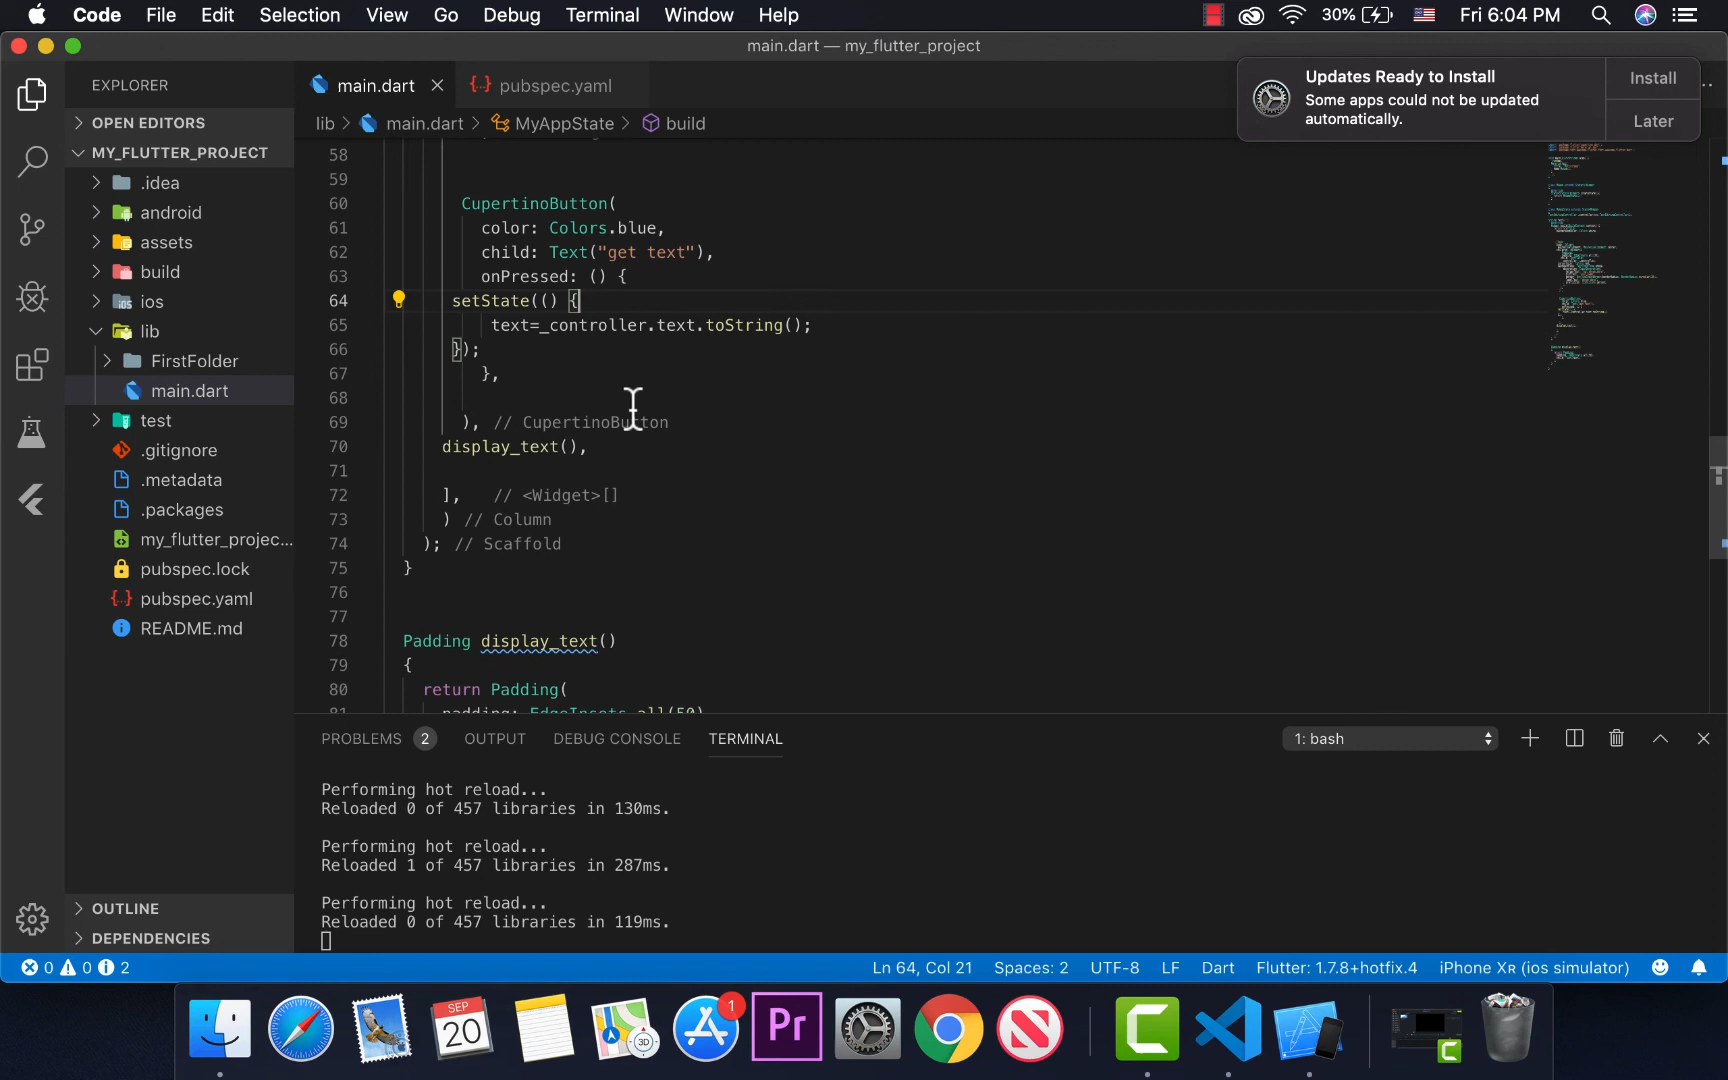 Code File Edit Selection View Go Debug Terminal Window Help 30% Fri 6:04 PM
main.dart — my_flutter_project
Updates Ready to Install
Some apps could not be updated
automatically.
Install
Later
EXPLORER
OPEN EDITORS
MY_FLUTTER_PROJECT
.idea
android
assets
build
ios
lib
FirstFolder
main.dart
test
.gitignore
.metadata
.packages
my_flutter_projec...
pubspec.lock
pubspec.yaml
README.md
OUTLINE
DEPENDENCIES
main.dart pubspec.yaml
lib > main.dart > MyAppState > build
58
59
60 CupertinoButton(
61 color: Colors.blue,
62 child: Text("get text"),
63 onPressed: () {
64 setState(() {
65 text=_controller.text.toString();
66 });
67 },
68
69 ), // CupertinoButton
70 display_text(),
71
72 ], // <Widget>[]
73 ) // Column
74 ); // Scaffold
75 }
76
77
78 Padding display_text()
79 {
80 return Padding(
81 padding: EdgeInsets.all(50)
PROBLEMS 2 OUTPUT DEBUG CONSOLE TERMINAL 1: bash
Performing hot reload...
Reloaded 0 of 457 libraries in 130ms.
Performing hot reload...
Reloaded 1 of 457 libraries in 287ms.
Performing hot reload...
Reloaded 0 of 457 libraries in 119ms.
0 0 2 Ln 64, Col 21 Spaces: 2 UTF-8 LF Dart Flutter: 1.7.8+hotfix.4 iPhone XR (ios simulator)
SEP
20
3D
1
Pr